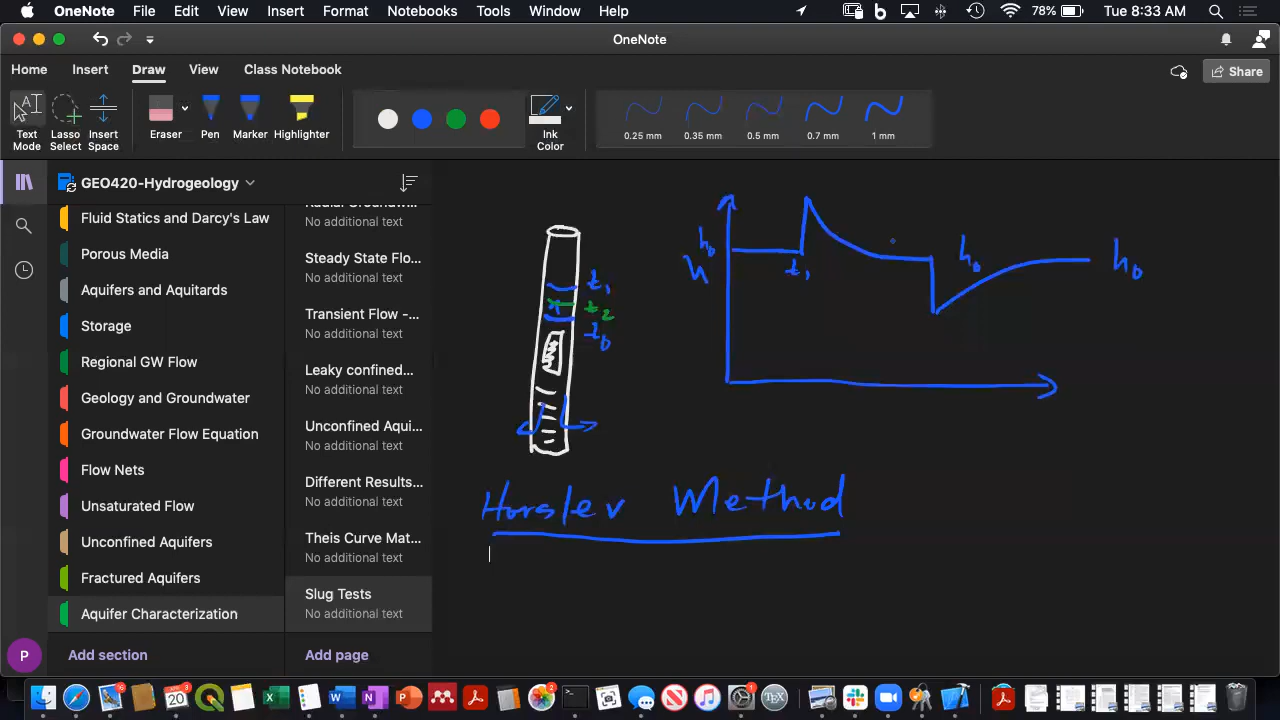 OneNote File Edit View Insert Format Notebooks Tools Window Help 78% Tue 8:33 AM
OneNote
Home Insert Draw View Class Notebook Share
Text Mode Lasso Select Insert Space Eraser Pen Marker Highlighter Ink Color 0.25 mm 0.35 mm 0.5 mm 0.7 mm 1 mm
GEO420-Hydrogeology
Fluid Statics and Darcy's Law
Porous Media
Aquifers and Aquitards
Storage
Regional GW Flow
Geology and Groundwater
Groundwater Flow Equation
Flow Nets
Unsaturated Flow
Unconfined Aquifers
Fractured Aquifers
Aquifer Characterization
Add section
P
No additional text
Steady State Flo...
No additional text
Transient Flow -...
No additional text
Leaky confined...
No additional text
Unconfined Aqui...
No additional text
Different Results...
No additional text
Theis Curve Mat...
No additional text
Slug Tests
No additional text
Add page
t1
t2
t0
h0
h
t1
h0
h0
Hvorslev Method